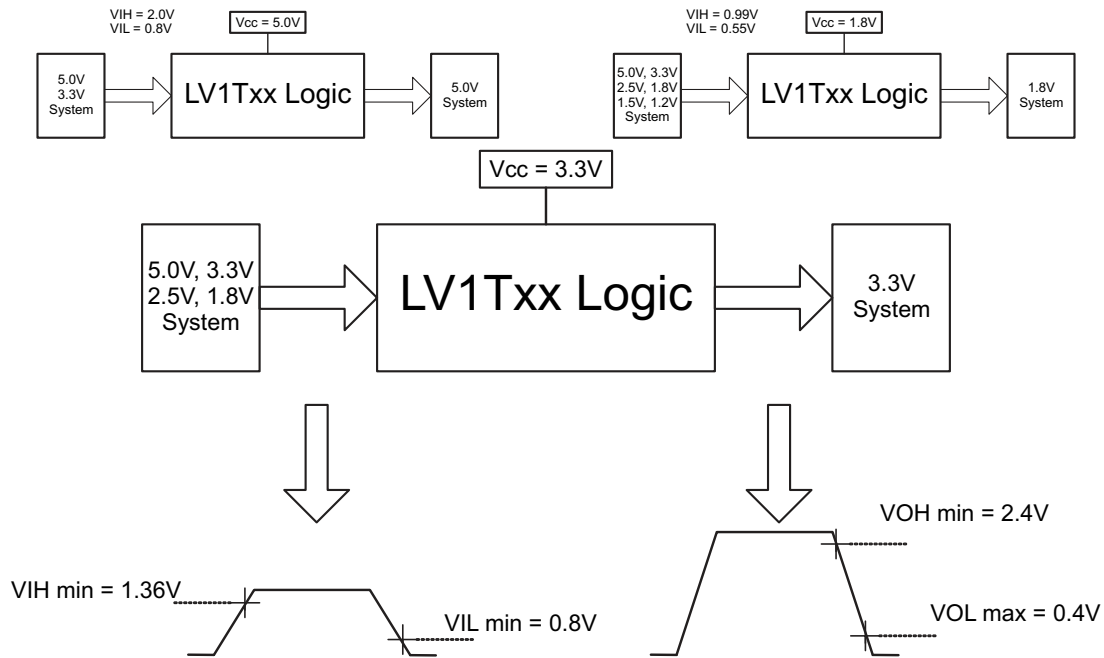 VIH = 2.0V
VIL = 0.8V
Vcc = 5.0V
5.0V
3.3V
System
LV1Txx Logic
5.0V
System
VIH = 0.99V
VIL = 0.55V
Vcc = 1.8V
5.0V, 3.3V
2.5V, 1.8V
1.5V, 1.2V
System
LV1Txx Logic
1.8V
System
Vcc = 3.3V
5.0V, 3.3V
2.5V, 1.8V
System
LV1Txx Logic
3.3V
System
VIH min = 1.36V
VIL min = 0.8V
VOH min = 2.4V
VOL max = 0.4V